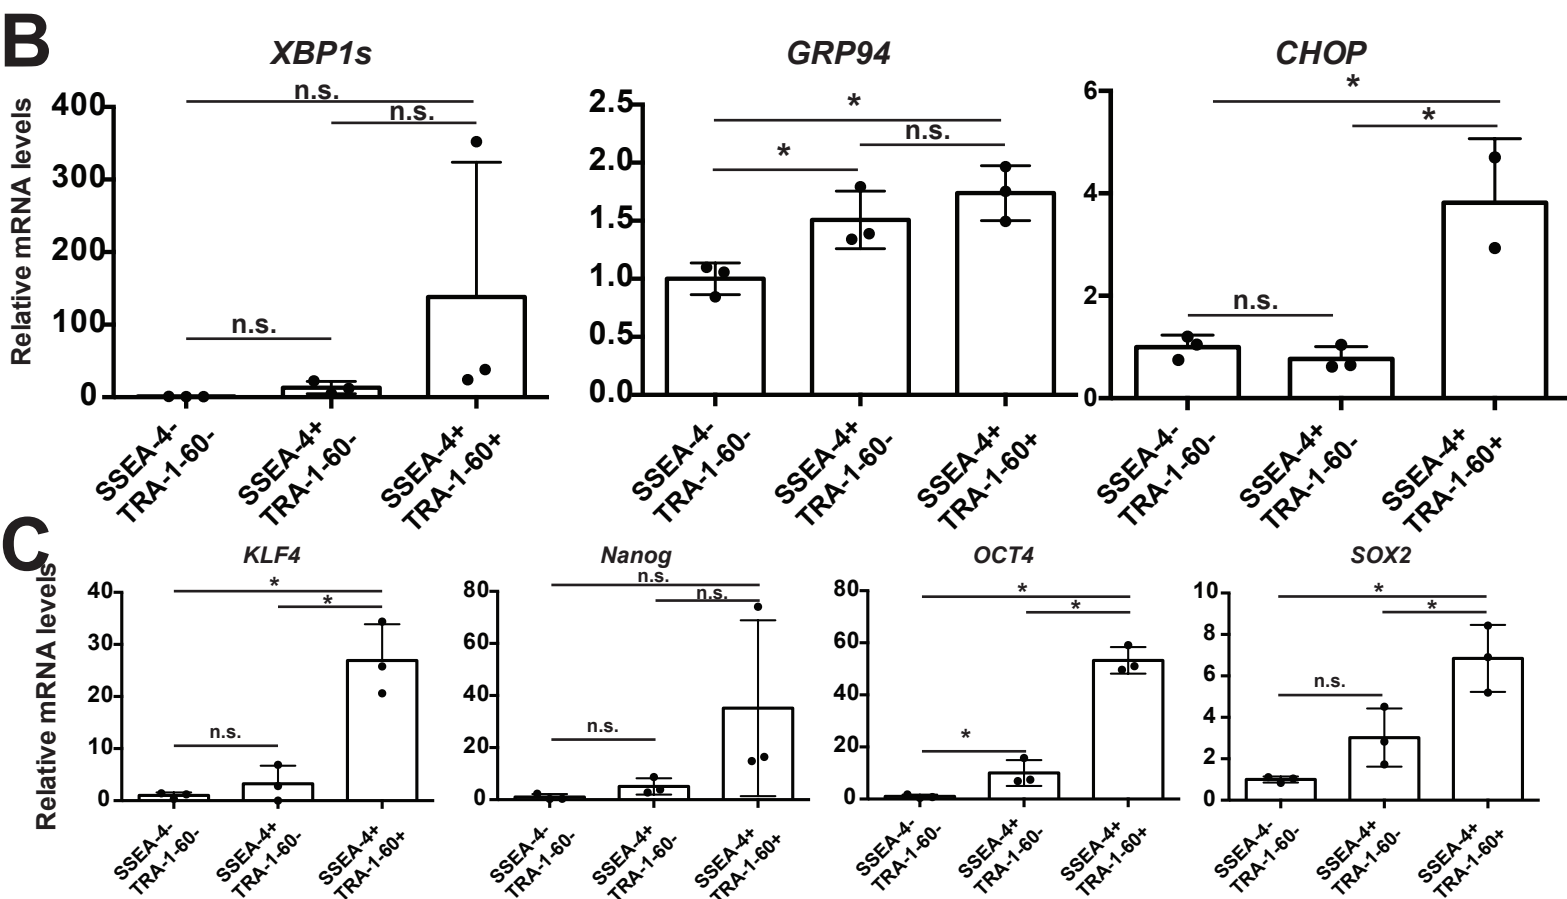 B
XBP1s
GRP94
CHOP
Relative mRNA levels
400
300
200
100
0
n.s.
n.s.
n.s.
SSEA-4-
TRA-1-60-
SSEA-4+
TRA-1-60-
SSEA-4+
TRA-1-60+
2.5
2.0
1.5
1.0
0.5
0.0
*
n.s.
*
SSEA-4-
TRA-1-60-
SSEA-4+
TRA-1-60-
SSEA-4+
TRA-1-60+
6
4
2
0
*
*
n.s.
SSEA-4-
TRA-1-60-
SSEA-4+
TRA-1-60-
SSEA-4+
TRA-1-60+
C
KLF4
Nanog
OCT4
SOX2
Relative mRNA levels
40
30
20
10
0
*
*
n.s.
SSEA-4-
TRA-1-60-
SSEA-4+
TRA-1-60-
SSEA-4+
TRA-1-60+
80
60
40
20
0
n.s.
n.s.
n.s.
SSEA-4-
TRA-1-60-
SSEA-4+
TRA-1-60-
SSEA-4+
TRA-1-60+
80
60
40
20
0
*
*
*
SSEA-4-
TRA-1-60-
SSEA-4+
TRA-1-60-
SSEA-4+
TRA-1-60+
10
8
6
4
2
0
*
*
n.s.
SSEA-4-
TRA-1-60-
SSEA-4+
TRA-1-60-
SSEA-4+
TRA-1-60+